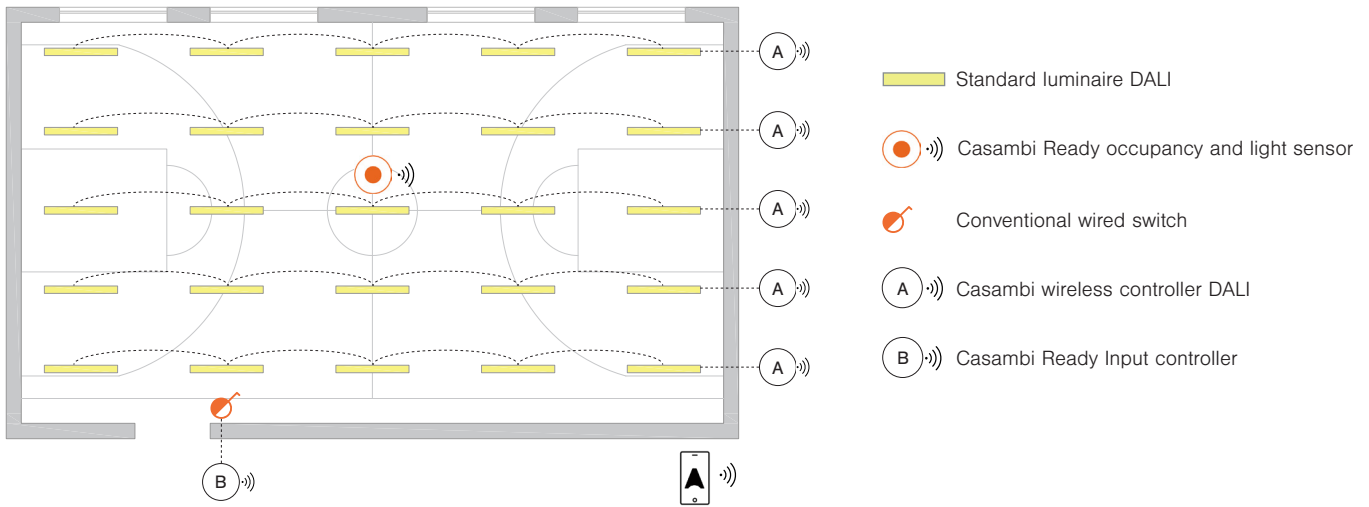 A
A
A
A
A
B
Standard luminaire DALI
Casambi Ready occupancy and light sensor
Conventional wired switch
A Casambi wireless controller DALI
B Casambi Ready Input controller